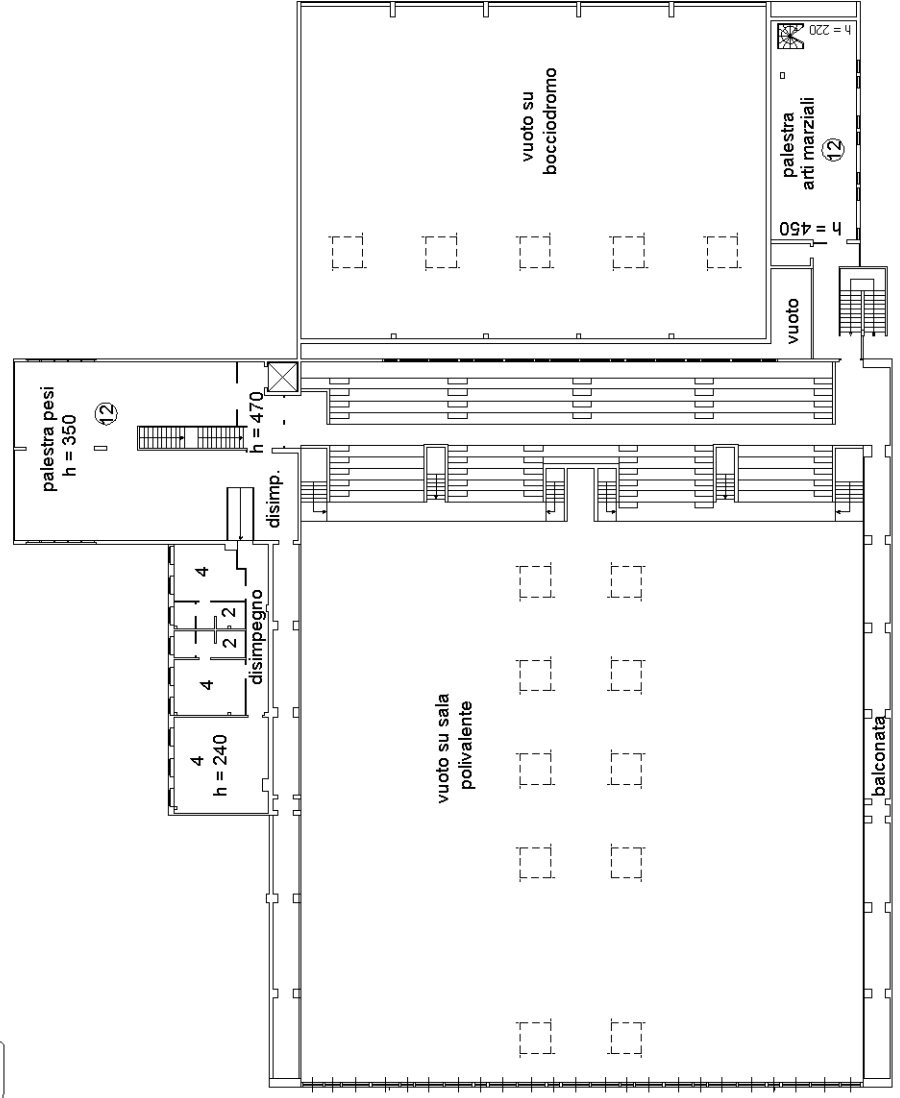 h = 220
vuoto su
bocciodromo
palestra
arti marziali
12
h = 450
vuoto
palestra pesi
h = 350
12
h = 470
disimp.
4
2
2
disimpegno
4
4
h = 240
vuoto su sala
polivalente
balconata